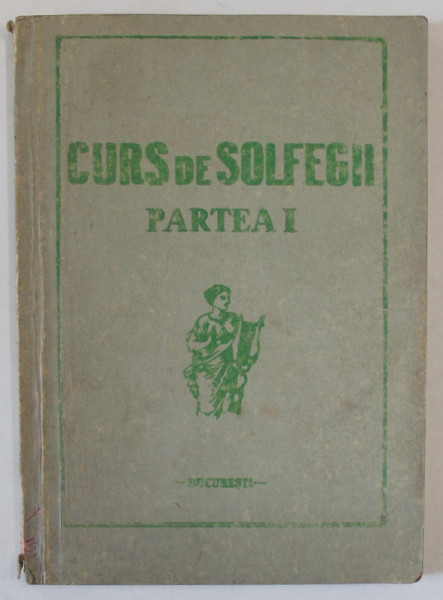 CURS DE SOLFEGII
PARTEA I
—BUCUREȘTI—